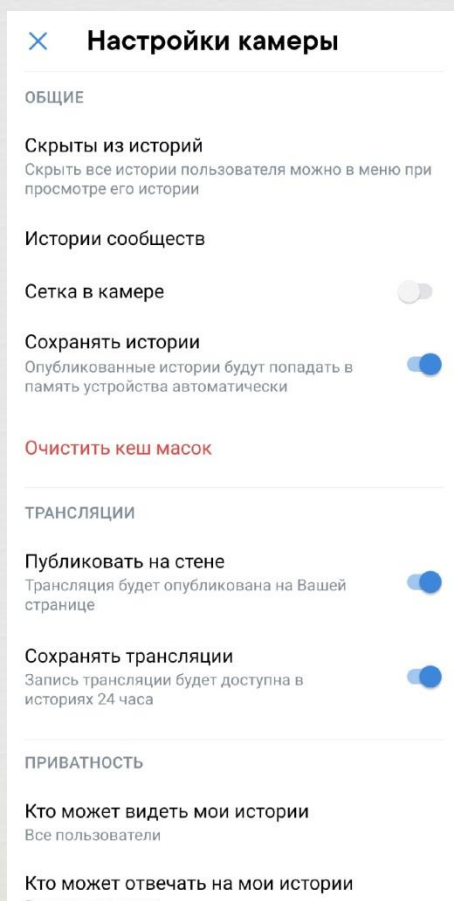 Настройки камеры
ОБЩИЕ
Скрыты из историй
Скрыть все истории пользователя можно в меню при
просмотре его истории
Истории сообществ
Сетка в камере
Сохранять истории
Опубликованные истории будут попадать в
память устройства автоматически
Очистить кеш масок
ТРАНСЛЯЦИИ
Публиковать на стене
Трансляция будет опубликована на Вашей
странице
Сохранять трансляции
Запись трансляции будет доступна в
историях 24 часа
ПРИВАТНОСТЬ
Кто может видеть мои истории
Все пользователи
Кто может отвечать на мои истории